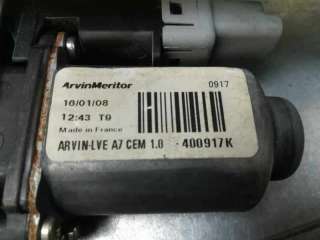 ArvinMeritor 0917
16/01/08
12:43 T9
Made in France
ARVIN-LVE A7 CEM 1.0 - 400917K